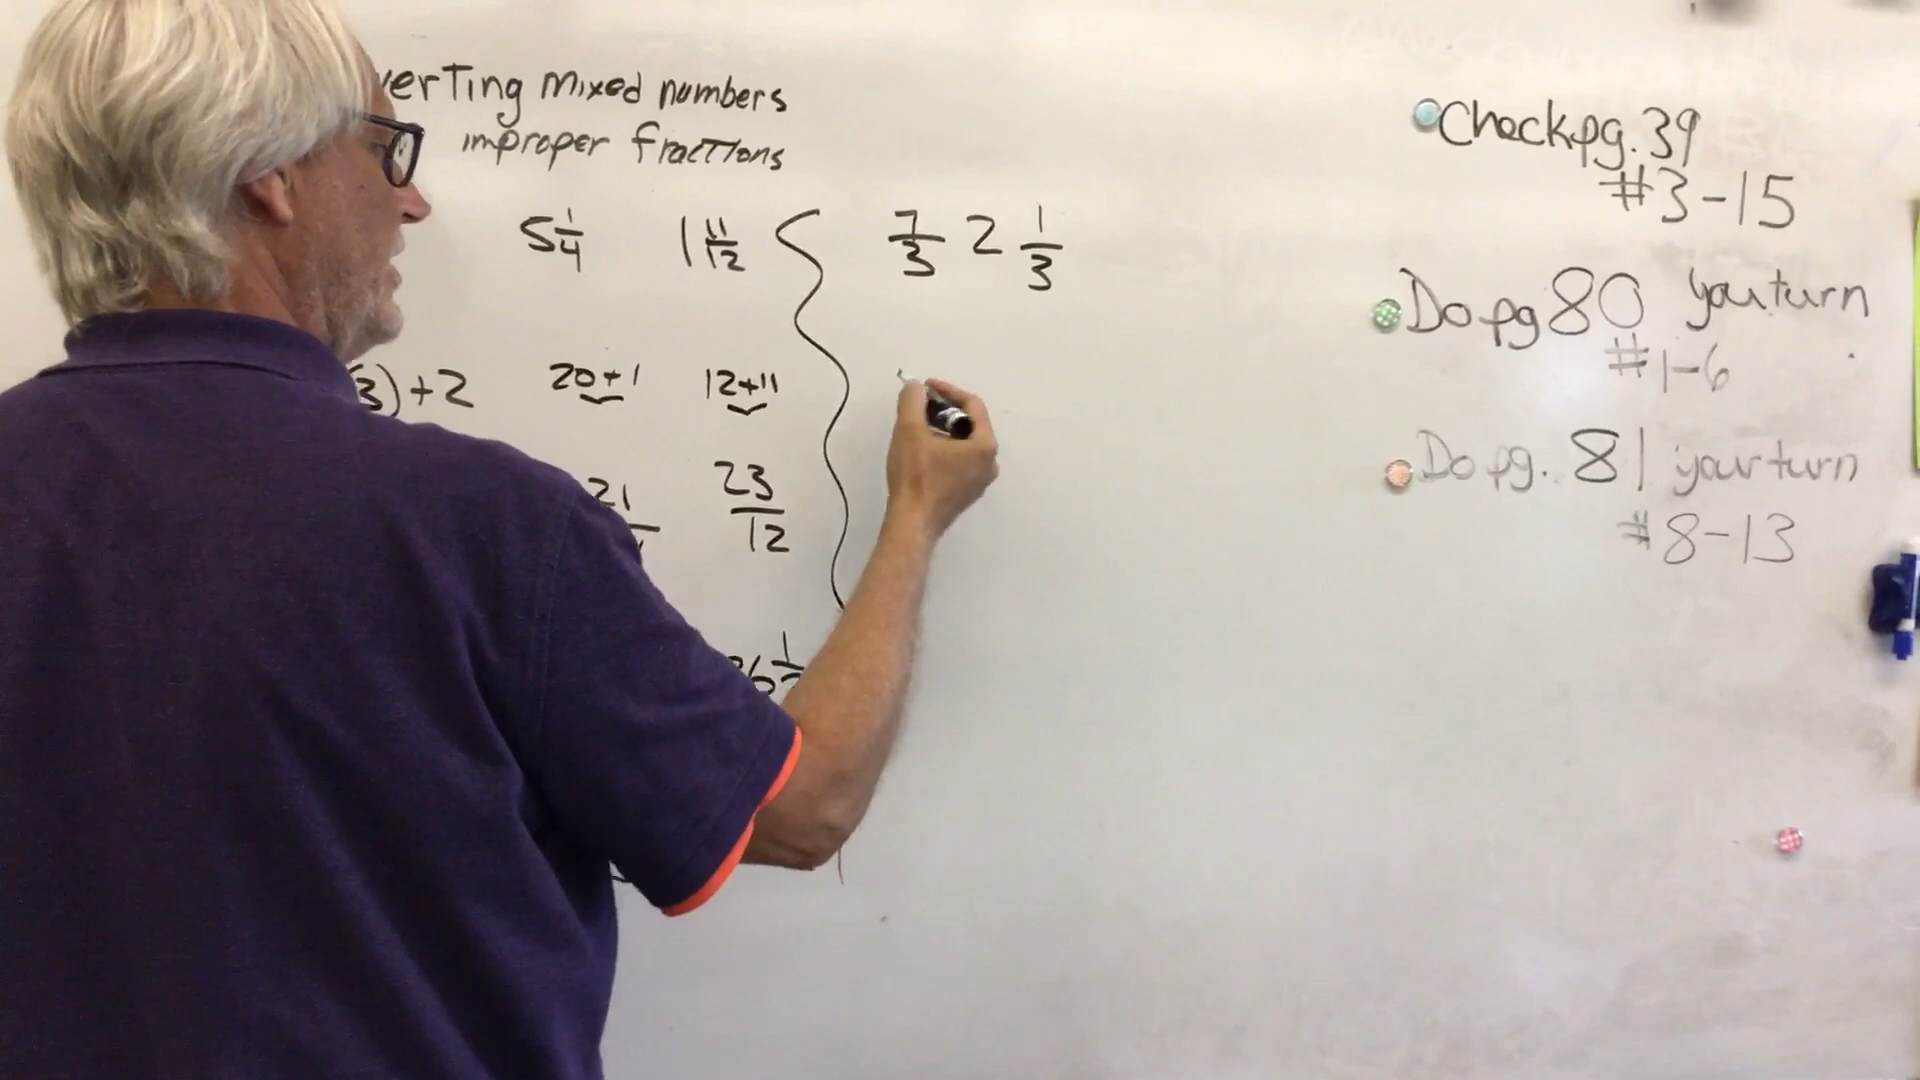 verting mixed numbers
improper fractions
5 1/4 1 11/12 7/3 2 1/3
3)+2 20+1 12+11
21 23/12
6 1/
Check pg. 39
#3-15
Do pg 80 your turn
#1-6
Do pg. 81 your turn
#8-13